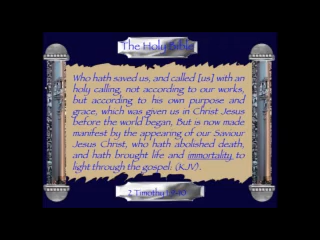 The Holy Bible
Who hath saved us, and called [us] with an
holy calling, not according to our works,
but according to his own purpose and
grace, which was given us in Christ Jesus
before the world began, But is now made
manifest by the appearing of our Saviour
Jesus Christ, who hath abolished death,
and hath brought life and immortality to
light through the gospel: (KJV).
2 Timothy 1:9-10